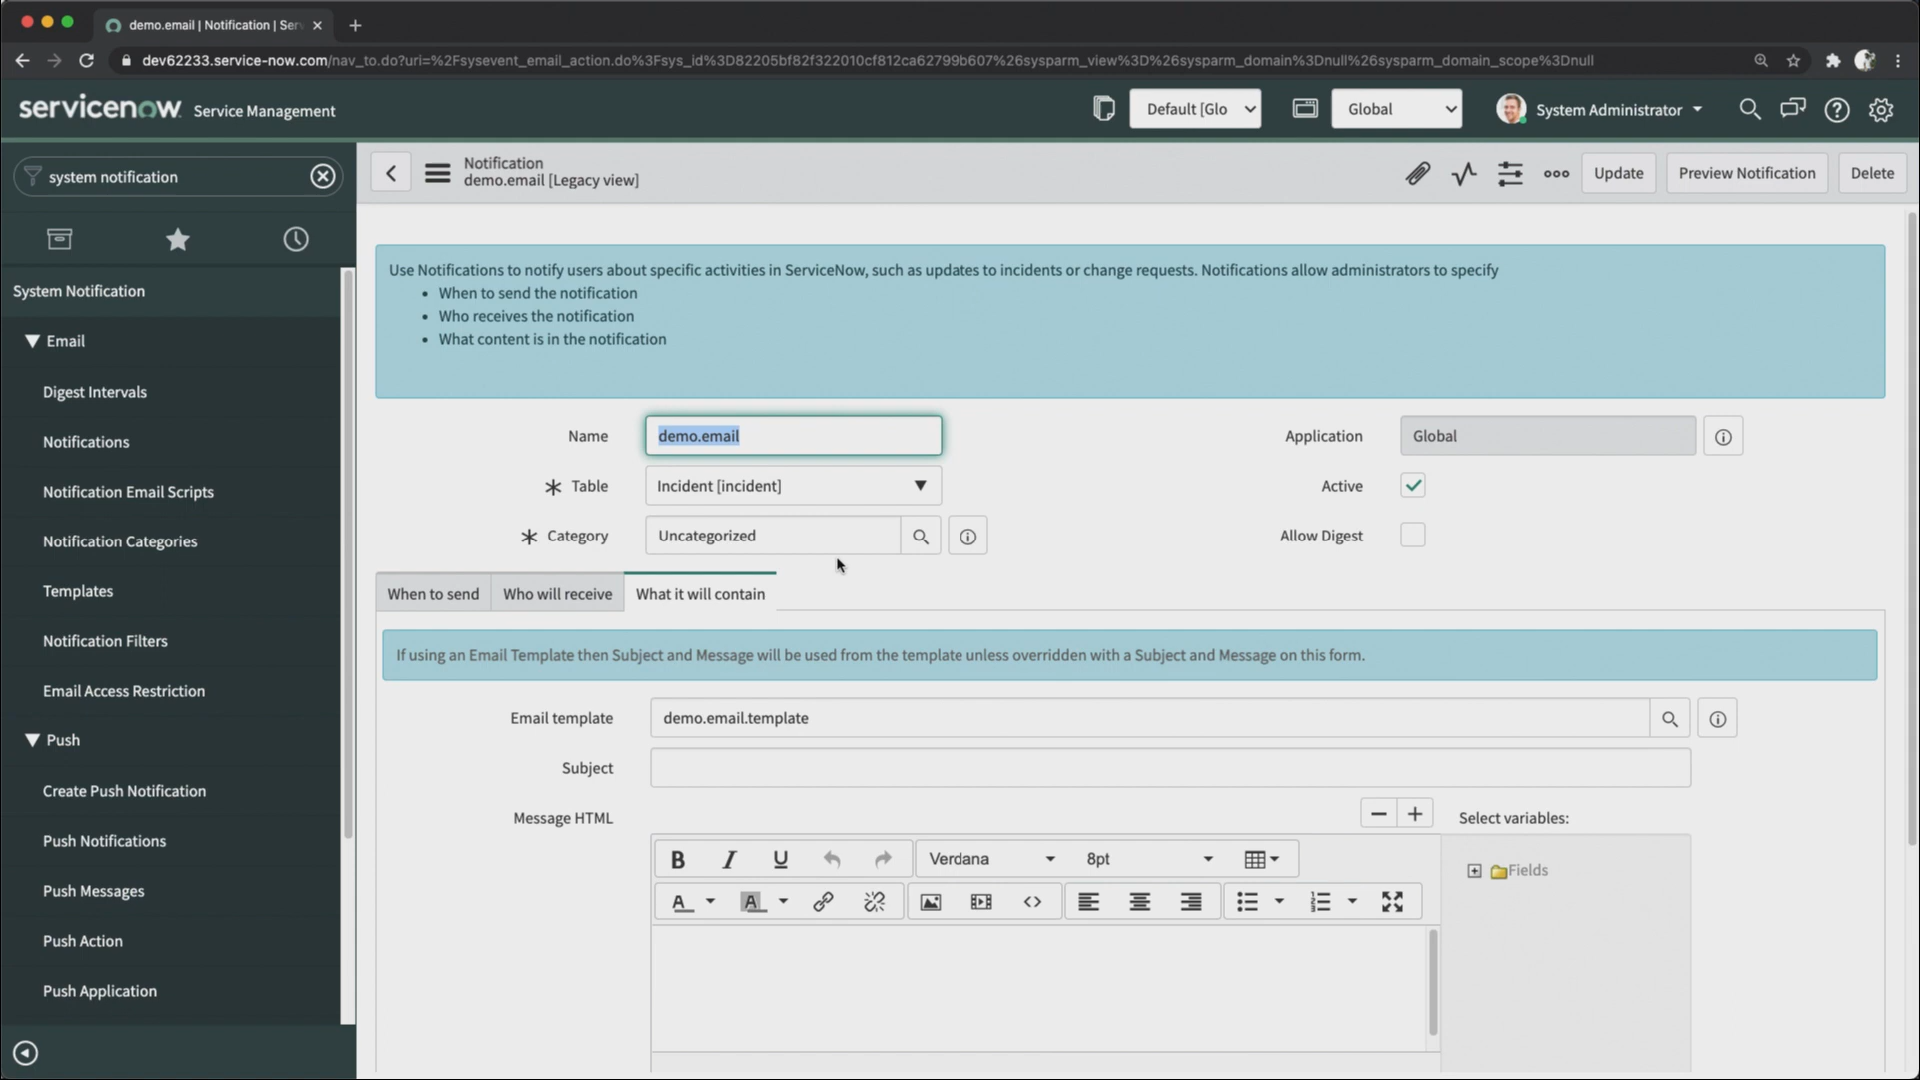 demo.email | Notification | Ser
dev62233.service-now.com/nav_to.do?uri=%2Fsysevent_email_action.do%3Fsys_id%3D82205bf82f322010cf812ca62799b607%26sysparm_view%3D%26sysparm_domain%3Dnull%26sysparm_domain_scope%3Dnull
servicenow Service Management
Default [Glo
Global
System Administrator
system notification
Notification
demo.email [Legacy view]
Update
Preview Notification
Delete
System Notification
Email
Digest Intervals
Notifications
Notification Email Scripts
Notification Categories
Templates
Notification Filters
Email Access Restriction
Push
Create Push Notification
Push Notifications
Push Messages
Push Action
Push Application
Use Notifications to notify users about specific activities in ServiceNow, such as updates to incidents or change requests. Notifications allow administrators to specify
• When to send the notification
• Who receives the notification
• What content is in the notification
Name
demo.email
Application
Global
Table
Incident [incident]
Active
Category
Uncategorized
Allow Digest
When to send
Who will receive
What it will contain
If using an Email Template then Subject and Message will be used from the template unless overridden with a Subject and Message on this form.
Email template
demo.email.template
Subject
Message HTML
Select variables:
B I U
Verdana
8pt
A
A
Fields